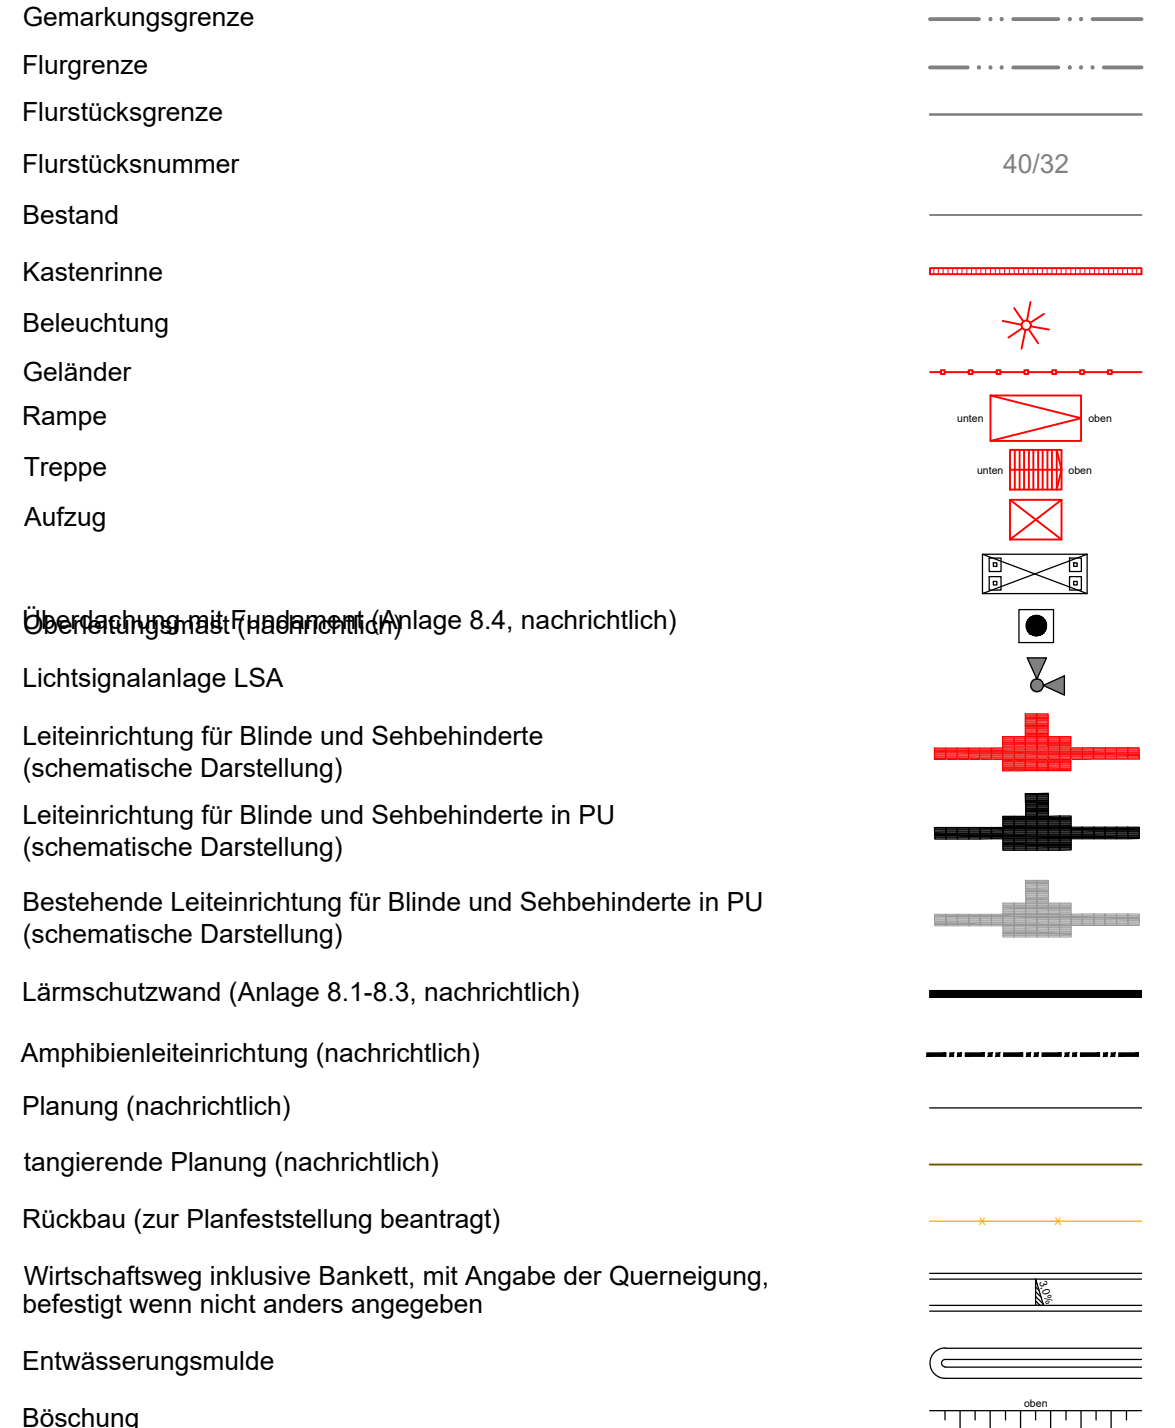 Gemarkungsgrenze
Flurgrenze
Flurstücksgrenze
Flurstücksnummer 40/32
Bestand
Kastenrinne
Beleuchtung
Geländer
Rampe unten oben
Treppe unten oben
Aufzug
Überdachung mit Fundament (Anlage 8.4, nachrichtlich)
Oberleitungsmast (nachrichtlich)
Lichtsignalanlage LSA
Leiteinrichtung für Blinde und Sehbehinderte
(schematische Darstellung)
Leiteinrichtung für Blinde und Sehbehinderte in PU
(schematische Darstellung)
Bestehende Leiteinrichtung für Blinde und Sehbehinderte in PU
(schematische Darstellung)
Lärmschutzwand (Anlage 8.1-8.3, nachrichtlich)
Amphibienleiteinrichtung (nachrichtlich)
Planung (nachrichtlich)
tangierende Planung (nachrichtlich)
Rückbau (zur Planfeststellung beantragt)
Wirtschaftsweg inklusive Bankett, mit Angabe der Querneigung,
befestigt wenn nicht anders angegeben
3,0%
Entwässerungsmulde
oben
Böschung